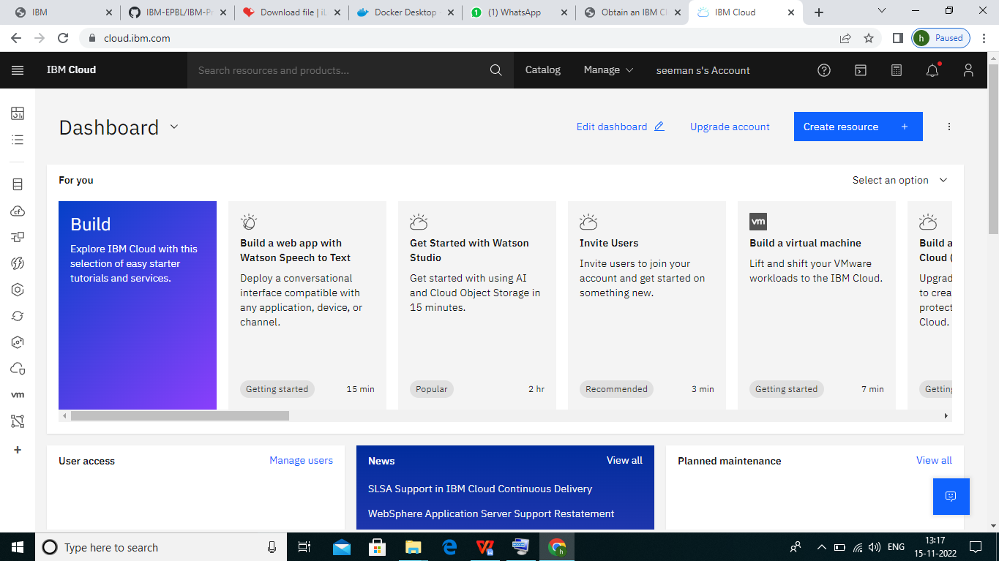 IBM
IBM-EPBL/IBM-Pr
Download file | iL
Docker Desktop
(1) WhatsApp
Obtain an IBM Cl
IBM Cloud
cloud.ibm.com
h
Paused
IBM Cloud
Search resources and products...
Catalog
Manage
seeman s's Account
Dashboard
Edit dashboard
Upgrade account
Create resource +
For you
Select an option
Build
Explore IBM Cloud with this
selection of easy starter
tutorials and services.
Build a web app with
Watson Speech to Text
Deploy a conversational
interface compatible with
any application, device, or
channel.
Getting started
15 min
Get Started with Watson
Studio
Get started with using AI
and Cloud Object Storage in
15 minutes.
Popular
2 hr
Invite Users
Invite users to join your
account and get started on
something new.
Recommended
3 min
vm
Build a virtual machine
Lift and shift your VMware
workloads to the IBM Cloud.
Getting started
7 min
Build a
Cloud (
Upgrad
to crea
protect
Cloud.
Getting
cf
vm
User access
Manage users
News
View all
SLSA Support in IBM Cloud Continuous Delivery
WebSphere Application Server Support Restatement
Planned maintenance
View all
Type here to search
ENG
13:17
15-11-2022